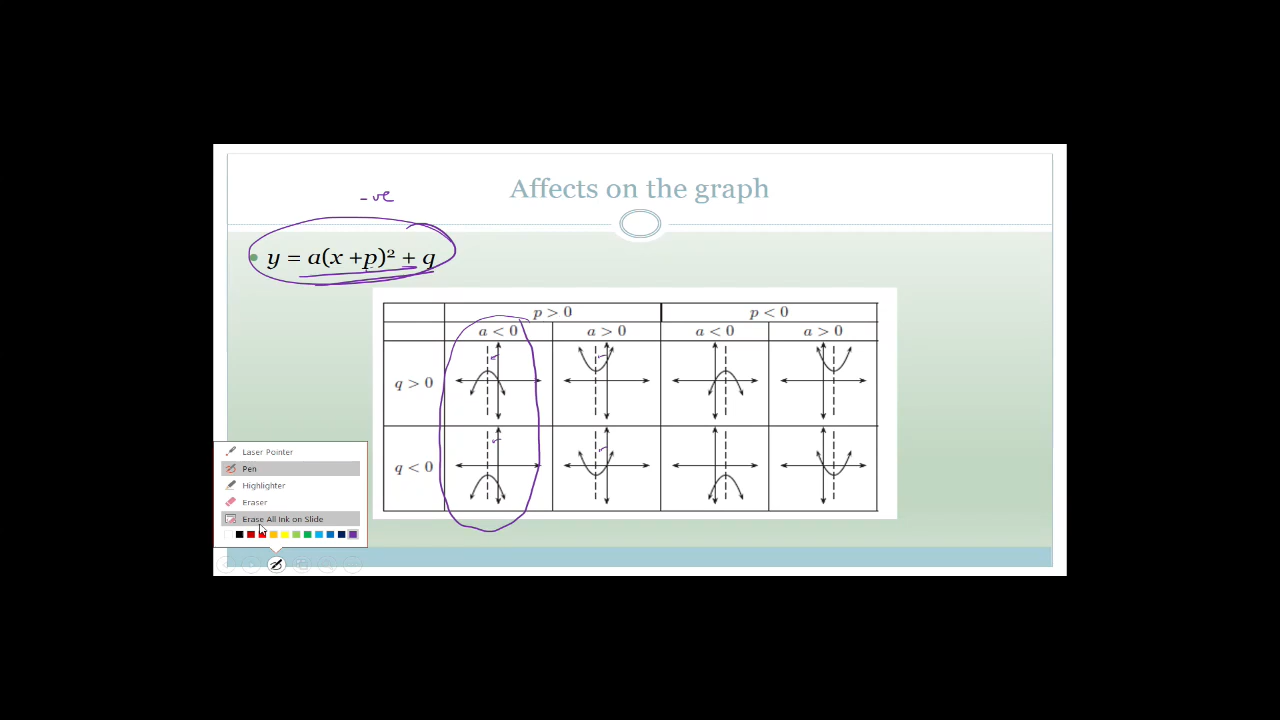 Affects on the graph
-ve
• y = a(x +p)² + q
p > 0 p < 0
a < 0 a > 0 a < 0 a > 0
q > 0
q < 0
Laser Pointer
Pen
Highlighter
Eraser
Erase All Ink on Slide